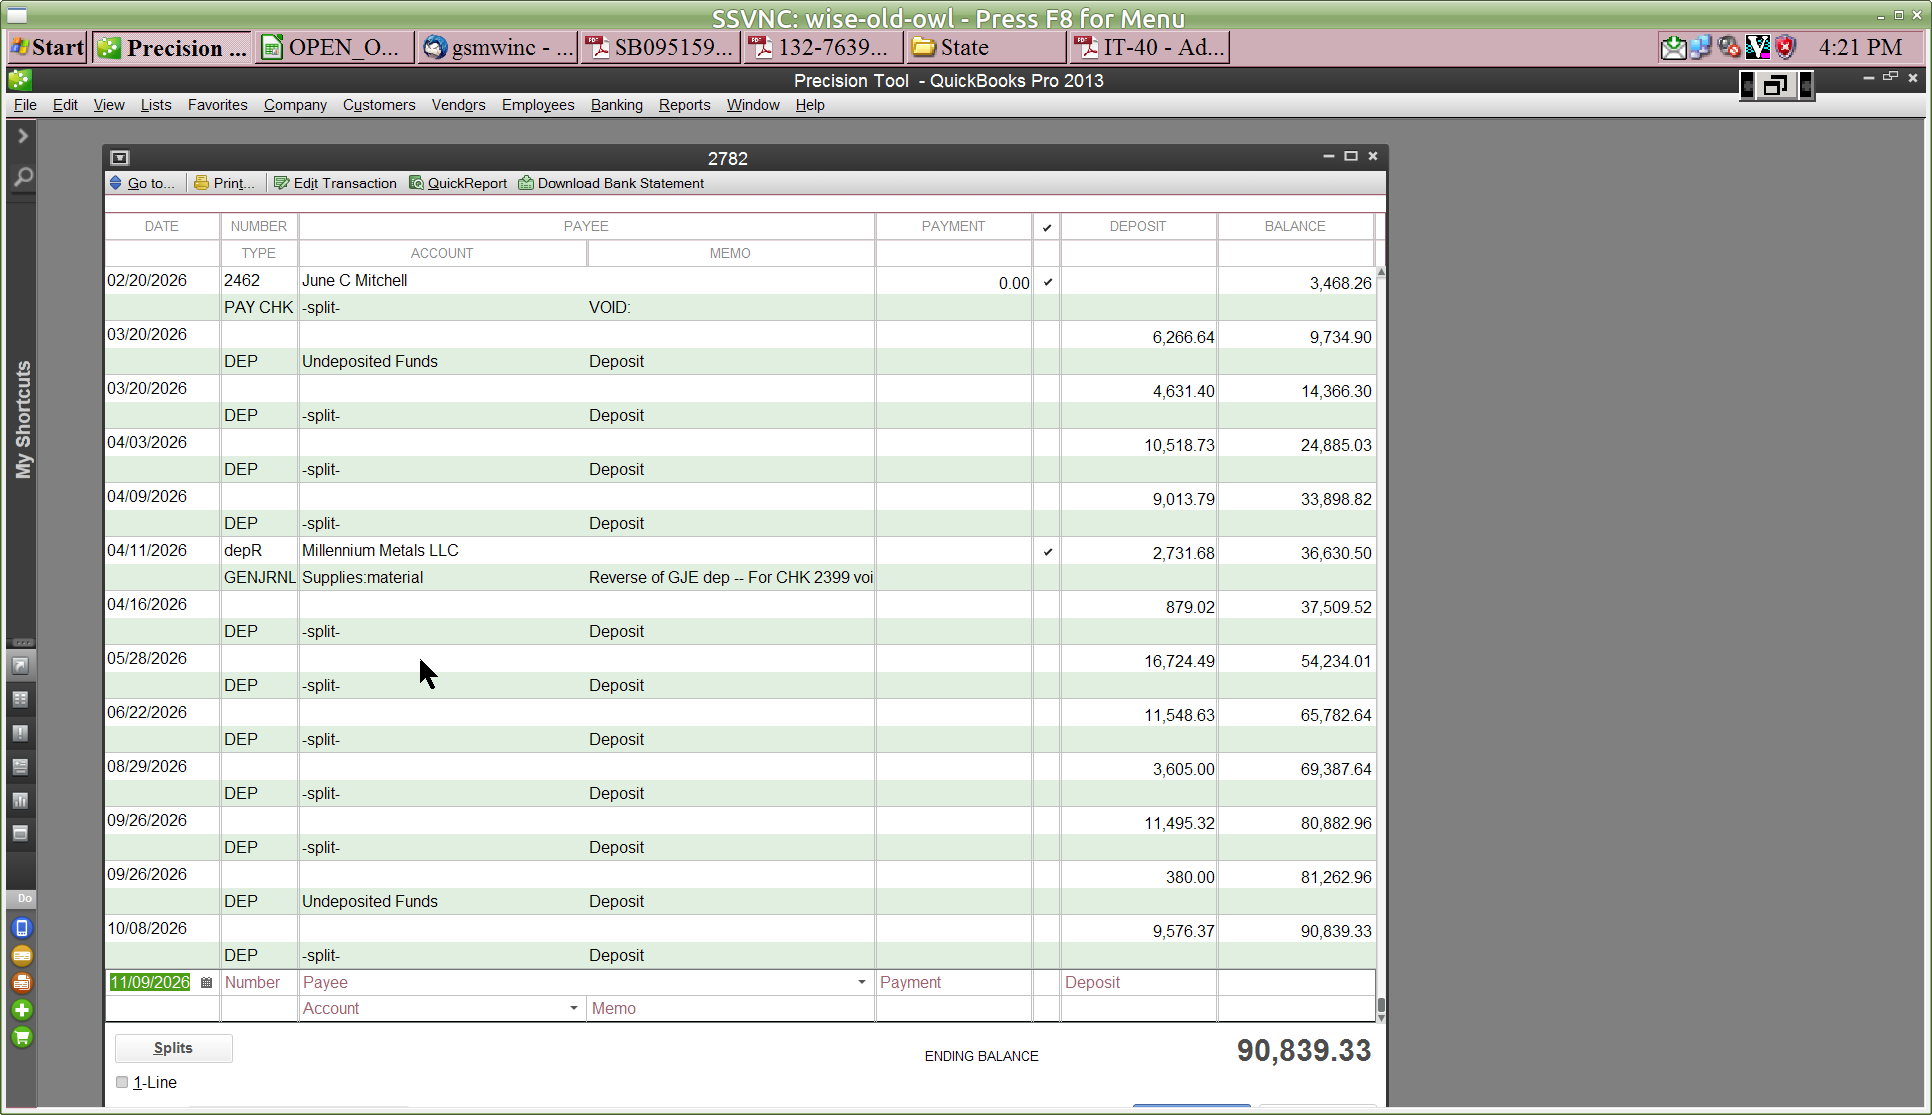 SSVNC: wise-old-owl - Press F8 for Menu
Start Precision ... OPEN_O... gsmwinc - ... SB095159... 132-7639... State IT-40 - Ad... 4:21 PM
Precision Tool - QuickBooks Pro 2013
File Edit View Lists Favorites Company Customers Vendors Employees Banking Reports Window Help
My Shortcuts
Do
2782
Go to... Print... Edit Transaction QuickReport Download Bank Statement
DATE NUMBER PAYEE PAYMENT ✓ DEPOSIT BALANCE
TYPE ACCOUNT MEMO
02/20/2026 2462 June C Mitchell 0.00 ✓ 3,468.26
PAY CHK -split- VOID:
03/20/2026 6,266.64 9,734.90
DEP Undeposited Funds Deposit
03/20/2026 4,631.40 14,366.30
DEP -split- Deposit
04/03/2026 10,518.73 24,885.03
DEP -split- Deposit
04/09/2026 9,013.79 33,898.82
DEP -split- Deposit
04/11/2026 depR Millennium Metals LLC ✓ 2,731.68 36,630.50
GENJRNL Supplies:material Reverse of GJE dep -- For CHK 2399 voi
04/16/2026 879.02 37,509.52
DEP -split- Deposit
05/28/2026 16,724.49 54,234.01
DEP -split- Deposit
06/22/2026 11,548.63 65,782.64
DEP -split- Deposit
08/29/2026 3,605.00 69,387.64
DEP -split- Deposit
09/26/2026 11,495.32 80,882.96
DEP -split- Deposit
09/26/2026 380.00 81,262.96
DEP Undeposited Funds Deposit
10/08/2026 9,576.37 90,839.33
DEP -split- Deposit
11/09/2026 Number Payee Payment Deposit
Account Memo
Splits
ENDING BALANCE 90,839.33
1-Line